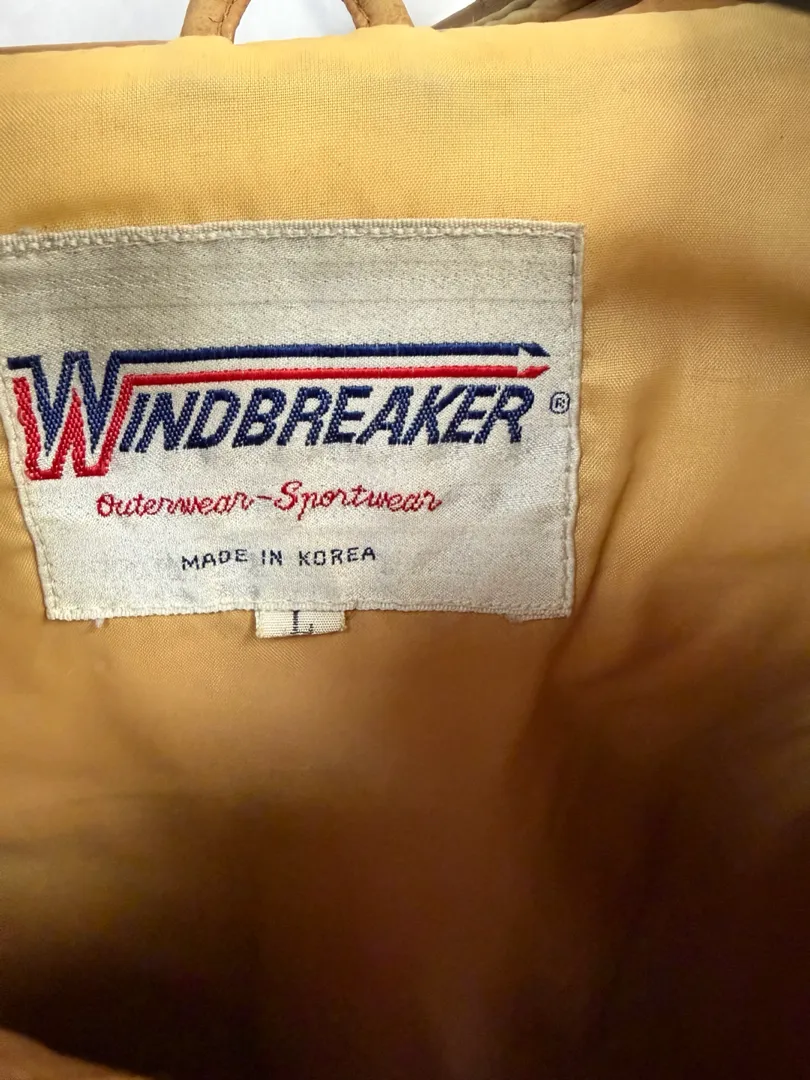 WINDBREAKER ®
Outerwear-Sportwear
MADE IN KOREA
L